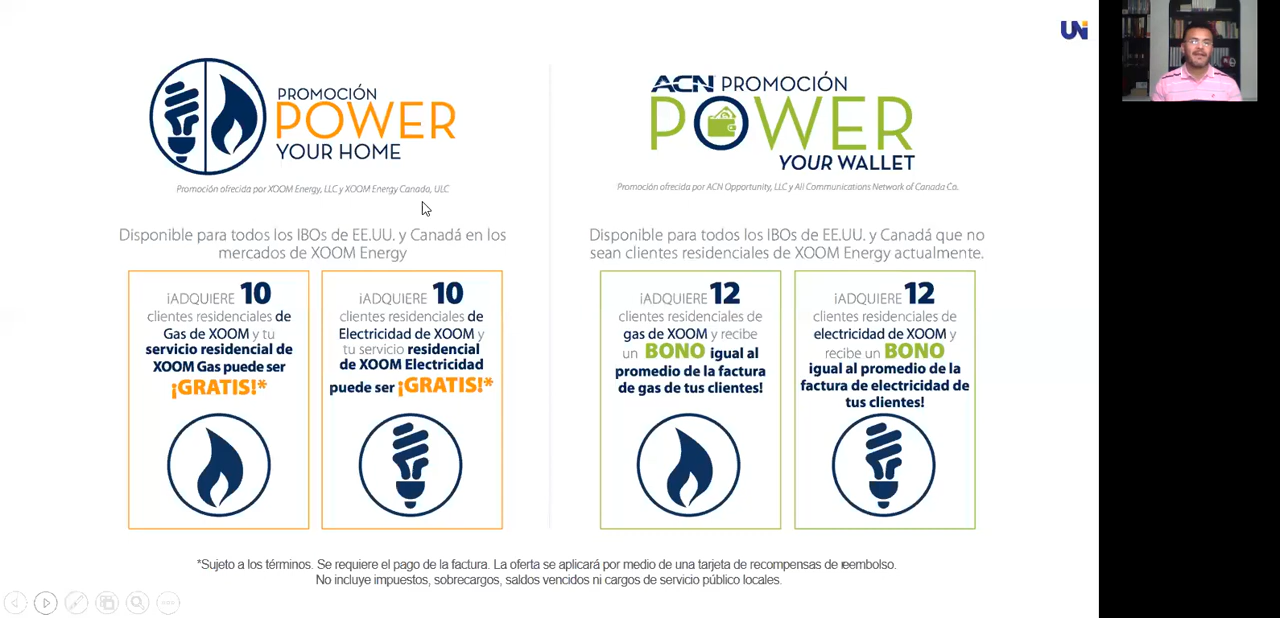 UNi
PROMOCIÓN
POWER
YOUR HOME
Promoción ofrecida por XOOM Energy, LLC y XOOM Energy Canada, ULC
Disponible para todos los IBOs de EE.UU. y Canadá en los
mercados de XOOM Energy
¡ADQUIERE 10
clientes residenciales de
Gas de XOOM y tu
servicio residencial de
XOOM Gas puede ser
¡GRATIS!*
¡ADQUIERE 10
clientes residenciales de
Electricidad de XOOM y
tu servicio residencial
de XOOM Electricidad
puede ser ¡GRATIS!*
ACN PROMOCIÓN
POWER
YOUR WALLET
Promoción ofrecida por ACN Opportunity, LLC y All Communications Network of Canada Co.
Disponible para todos los IBOs de EE.UU. y Canadá que no
sean clientes residenciales de XOOM Energy actualmente.
¡ADQUIERE 12
clientes residenciales de
gas de XOOM y recibe
un BONO igual al
promedio de la factura
de gas de tus clientes!
¡ADQUIERE 12
clientes residenciales de
electricidad de XOOM y
recibe un BONO
igual al promedio de la
factura de electricidad de
tus clientes!
*Sujeto a los términos. Se requiere el pago de la factura. La oferta se aplicará por medio de una tarjeta de recompensas de reembolso.
No incluye impuestos, sobrecargos, saldos vencidos ni cargos de servicio público locales.